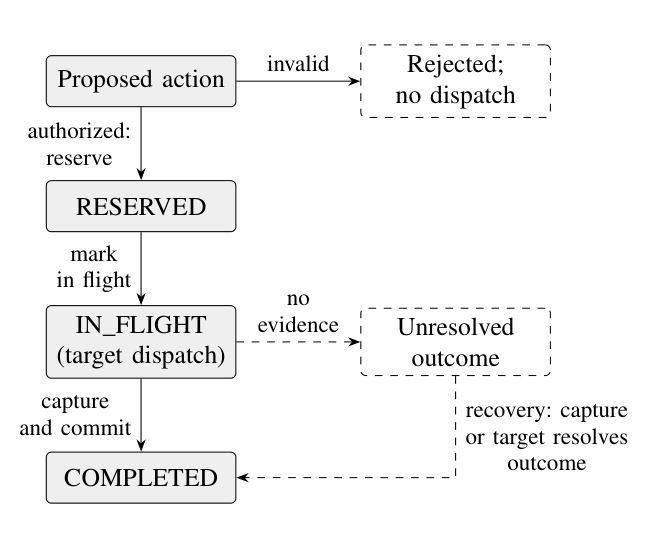 Proposed action
invalid
Rejected;
no dispatch
authorized:
reserve
RESERVED
mark
in flight
IN_FLIGHT
(target dispatch)
no
evidence
Unresolved
outcome
capture
and commit
recovery: capture
or target resolves
outcome
COMPLETED